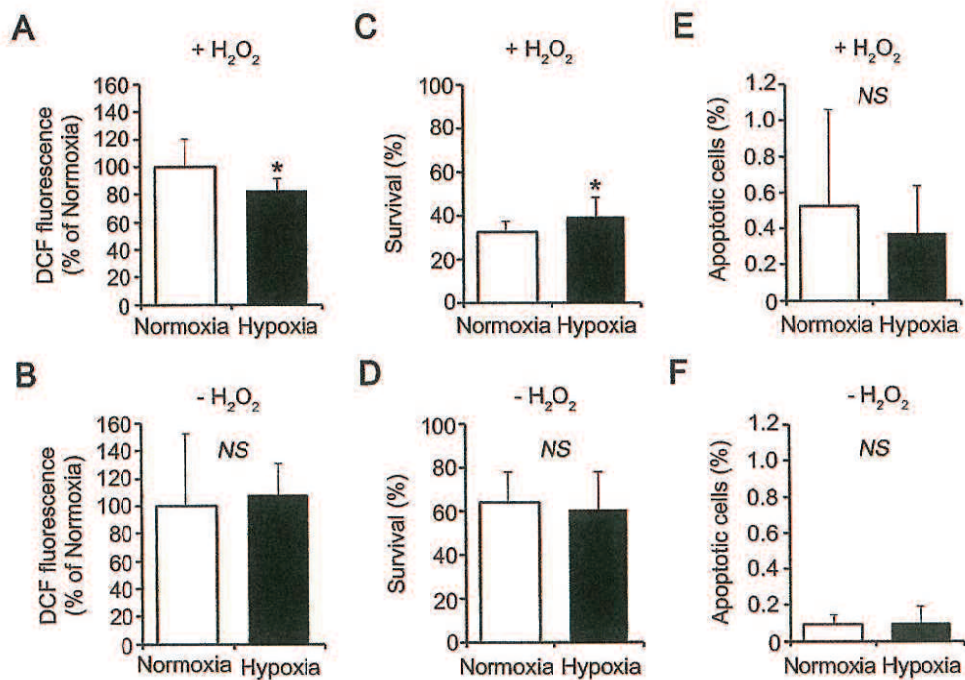 A
+ H₂O₂
DCF fluorescence
(% of Normoxia)
160
140
120
100
80
60
40
20
0
*
Normoxia Hypoxia
C
+ H₂O₂
Survival (%)
100
80
60
40
20
0
*
Normoxia Hypoxia
E
+ H₂O₂
Apoptotic cells (%)
1.2
1.0
0.8
0.6
0.4
0.2
0
NS
Normoxia Hypoxia
B
- H₂O₂
DCF fluorescence
(% of Normoxia)
160
140
120
100
80
60
40
20
0
NS
Normoxia Hypoxia
D
- H₂O₂
Survival (%)
100
80
60
40
20
0
NS
Normoxia Hypoxia
F
- H₂O₂
Apoptotic cells (%)
1.2
1.0
0.8
0.6
0.4
0.2
0
NS
Normoxia Hypoxia